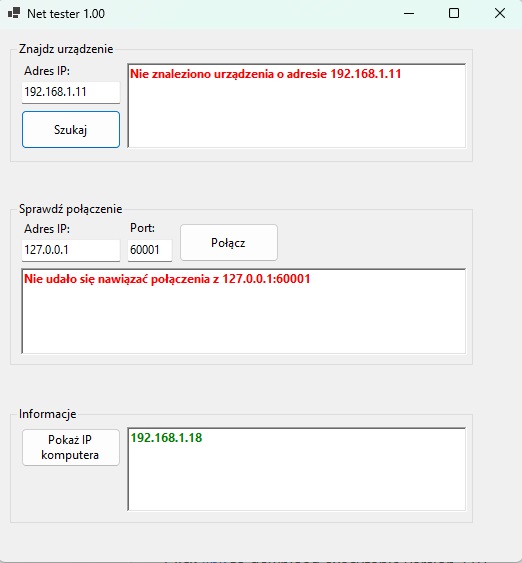 Net tester 1.00
Znajdz urządzenie
Adres IP:
192.168.1.11
Szukaj
Nie znaleziono urządzenia o adresie 192.168.1.11
Sprawdź połączenie
Adres IP:
Port:
127.0.0.1
60001
Połącz
Nie udało się nawiązać połączenia z 127.0.0.1:60001
Informacje
Pokaż IP
komputera
192.168.1.18